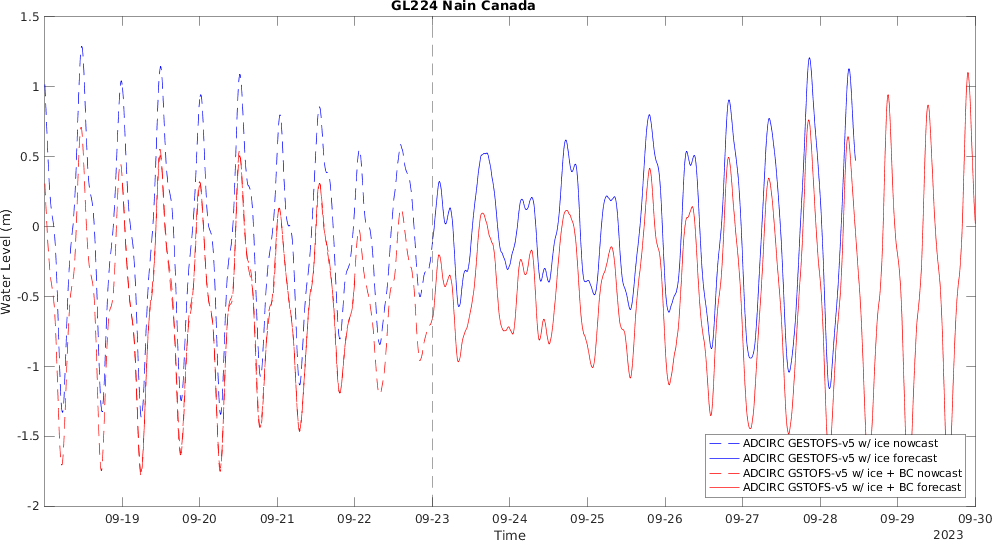 GL224 Nain Canada
Water Level (m)
1.5
1
0.5
0
-0.5
-1
-1.5
-2
ADCIRC GESTOFS-v5 w/ ice nowcast
ADCIRC GESTOFS-v5 w/ ice forecast
ADCIRC GSTOFS-v5 w/ ice + BC nowcast
ADCIRC GSTOFS-v5 w/ ice + BC forecast
09-19 09-20 09-21 09-22 09-23 09-24 09-25 09-26 09-27 09-28 09-29 09-30
Time
2023